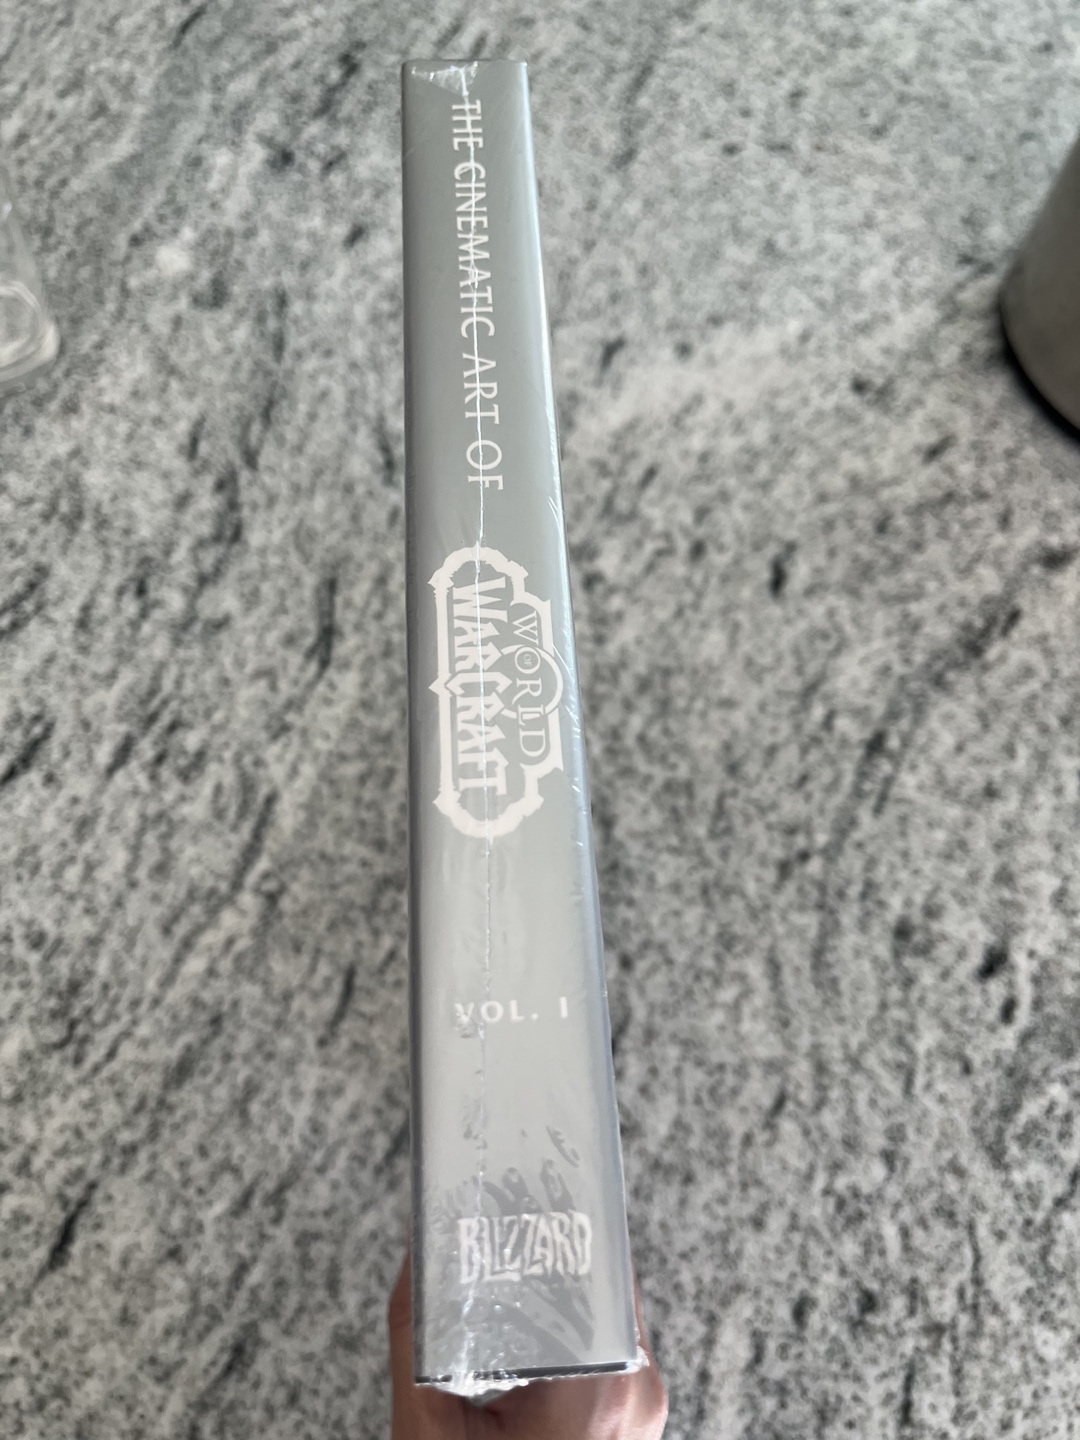 THE CINEMATIC ART OF
WORLD
OF
WARCRAFT
VOL. I
BLIZZARD